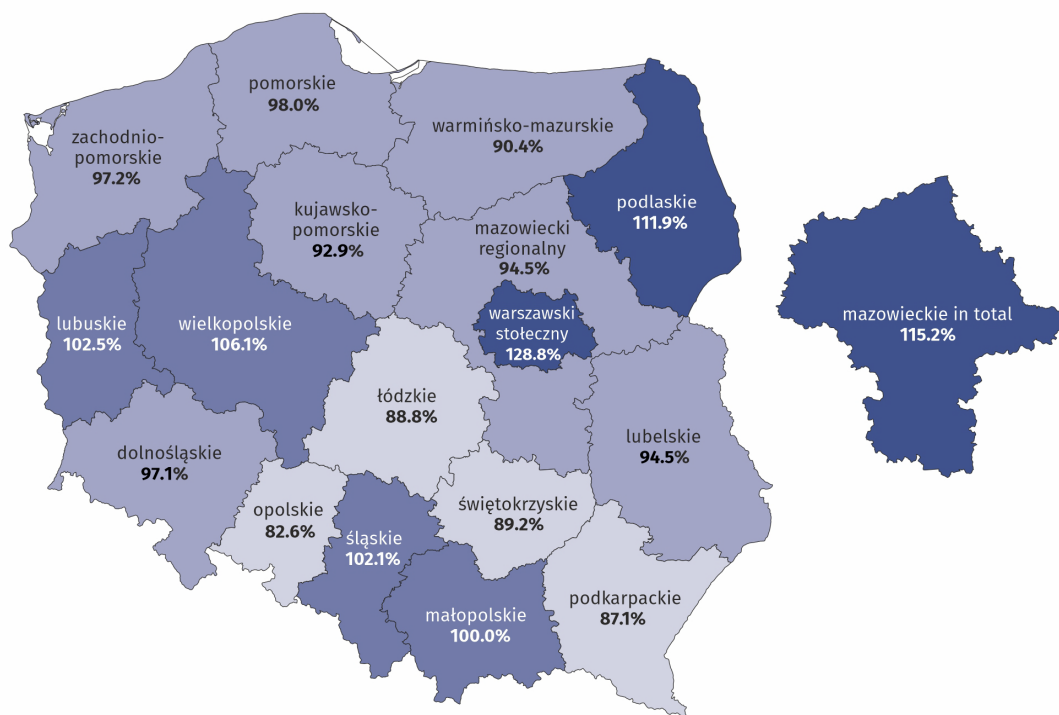 pomorskie
98.0%
zachodnio-
pomorskie
97.2%
warmińsko-mazurskie
90.4%
podlaskie
111.9%
kujawsko-
pomorskie
92.9%
mazowiecki
regionalny
94.5%
lubuskie
102.5%
wielkopolskie
106.1%
warszawski
stołeczny
128.8%
mazowieckie in total
115.2%
łódzkie
88.8%
dolnośląskie
97.1%
lubelskie
94.5%
opolskie
82.6%
śląskie
102.1%
świętokrzyskie
89.2%
małopolskie
100.0%
podkarpackie
87.1%